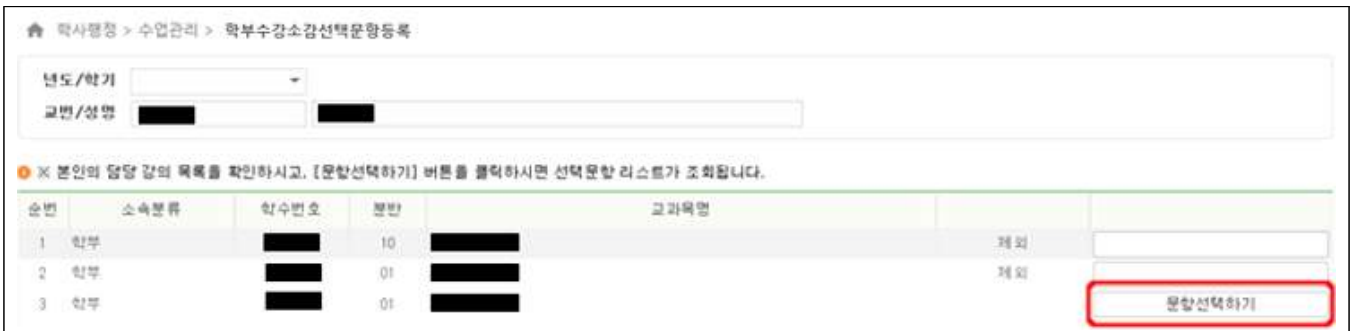 학사행정 > 수업관리 > 학부수강소감선택문항등록
년도/학기
교번/성명
※ 본인의 담당 강의 목록을 확인하시고, [문항선택하기] 버튼을 클릭하시면 선택문항 리스트가 조회됩니다.
순번 소속분류 학수번호 분반 교과목명
1 학부 10 제외
2 학부 01 제외
3 학부 01 문항선택하기